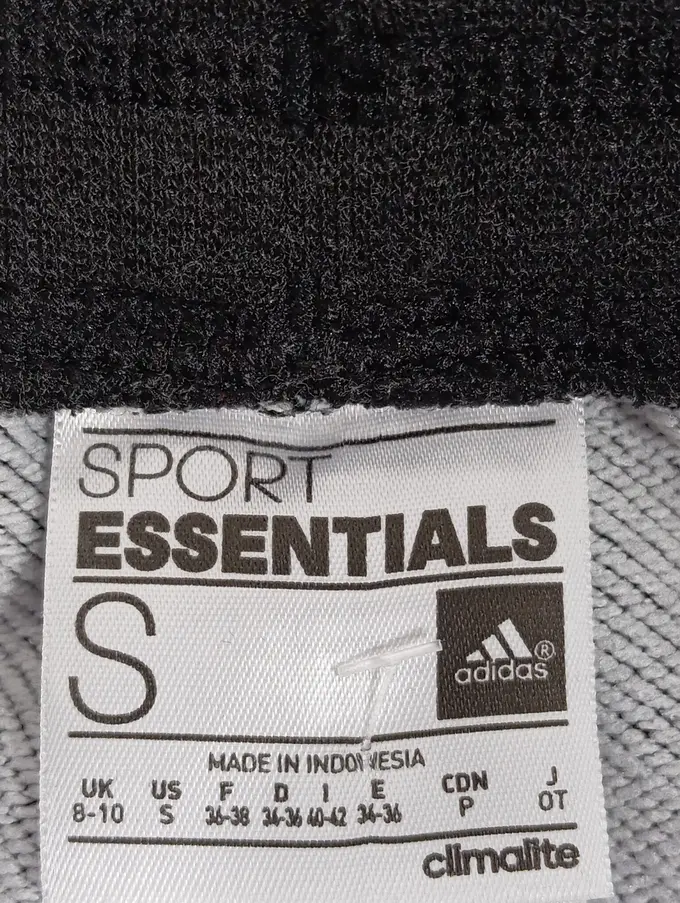 SPORT
ESSENTIALS
S
adidas®
MADE IN INDONESIA
UK US F D I E CDN J
8-10 S 36-38 34-36 40-42 34-36 P OT
climalite